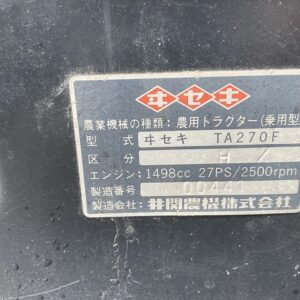 ヰセキ
農業機械の種類:農用トラクター(乗用型
型式 ヰセキ TA270F
区分 H /
エンジン:1498cc 27PS/2500rpm
製造番号 00441
製造者 井関農機株式会社